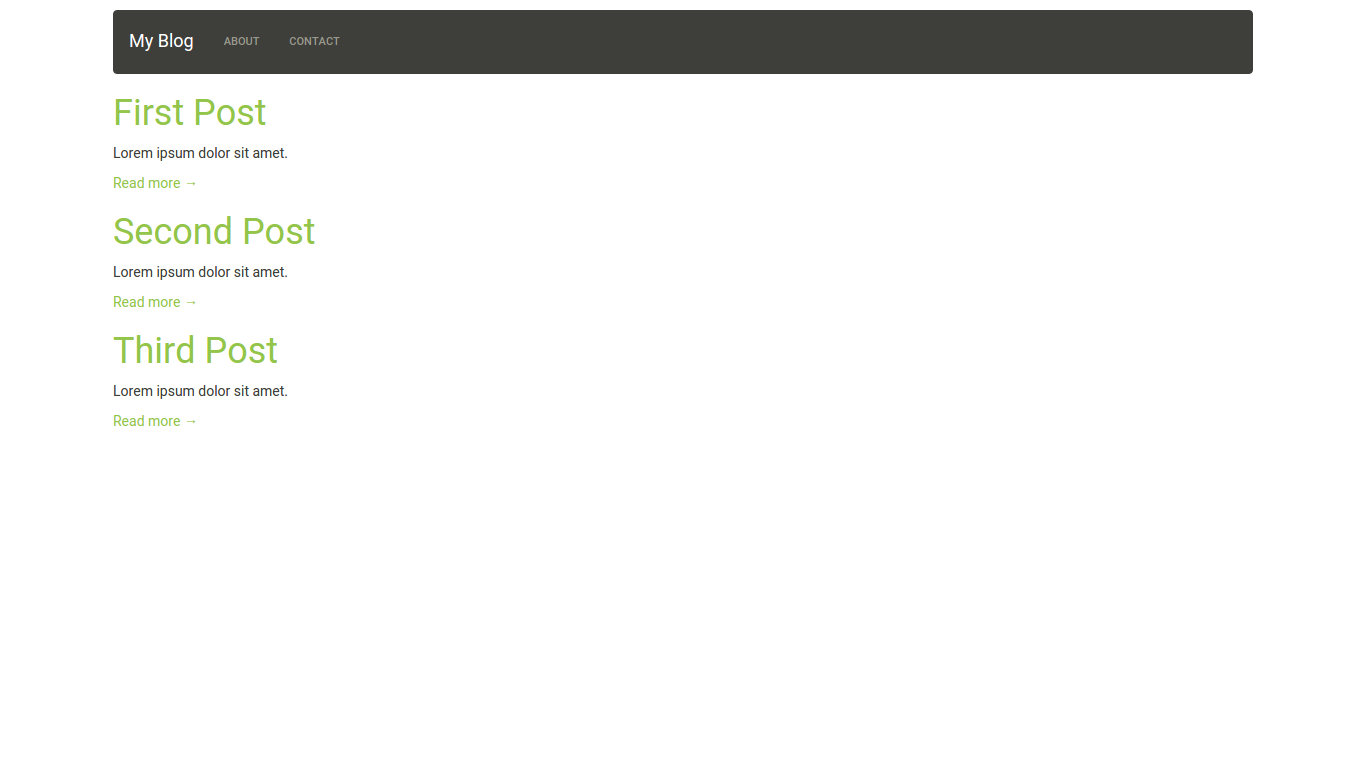 My Blog ABOUT CONTACT
First Post
Lorem ipsum dolor sit amet.
Read more →
Second Post
Lorem ipsum dolor sit amet.
Read more →
Third Post
Lorem ipsum dolor sit amet.
Read more →